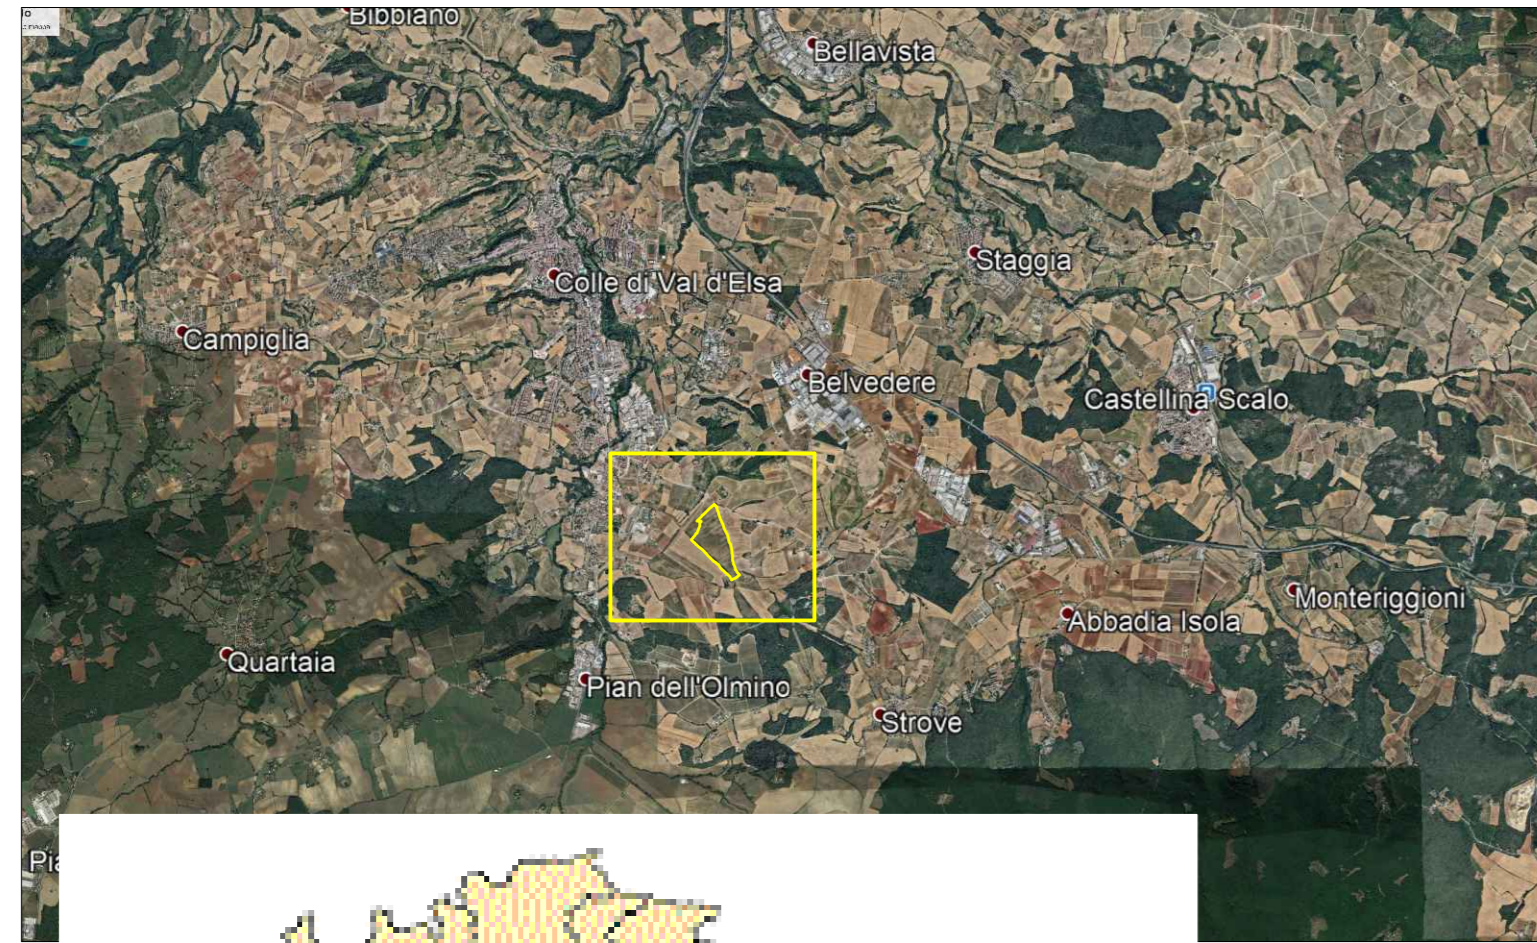 Bibbiano
Bellavista
Staggia
Colle di Val d'Elsa
Campiglia
Belvedere
Castellina Scalo
Monteriggioni
Abbadia Isola
Quartaia
Pian dell'Olmino
Strove
Pia